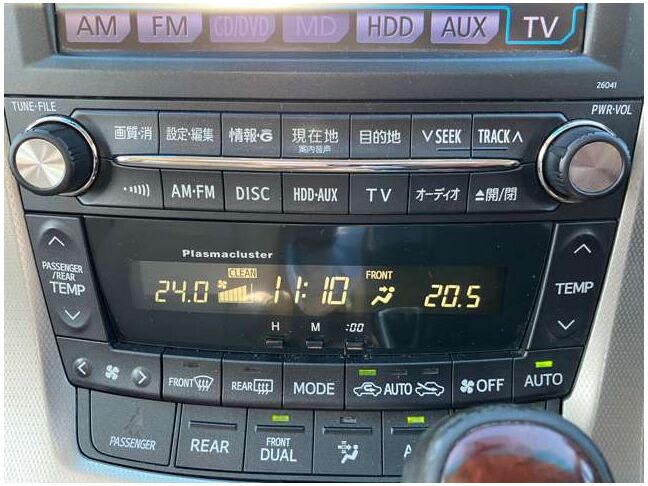 AM FM CD/DVD MD HDD AUX TV
26041
TUNE·FILE PWR·VOL
画質·消 設定·編集 情報·G 現在地 目的地 ∨SEEK TRACK∧
案内音声
AM·FM DISC HDD·AUX TV オーディオ ⏏開/閉
Plasmacluster
PASSENGER
/REAR
TEMP
TEMP
CLEAN FRONT
24.0 11:10 20.5
H M :00
FRONT REAR MODE AUTO OFF AUTO
PASSENGER REAR FRONT
DUAL